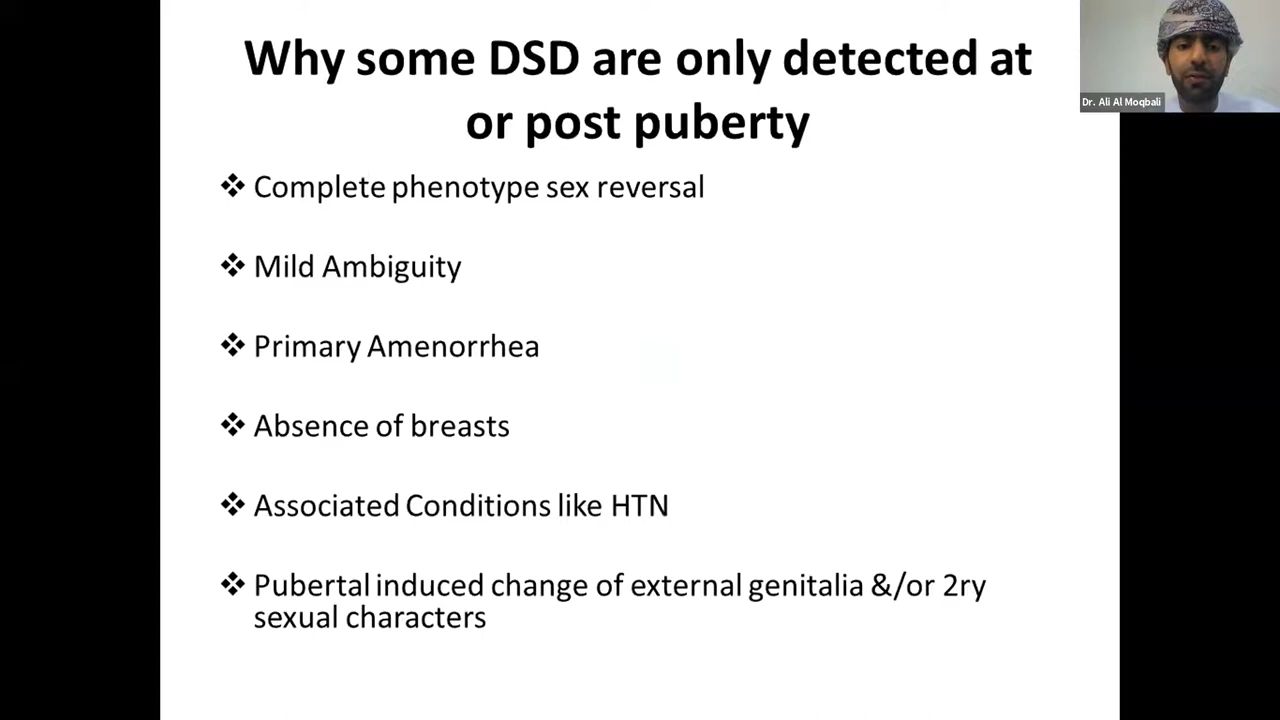 Why some DSD are only detected at
or post puberty
Dr. Ali Al Moqbali
❖ Complete phenotype sex reversal
❖ Mild Ambiguity
❖ Primary Amenorrhea
❖ Absence of breasts
❖ Associated Conditions like HTN
❖ Pubertal induced change of external genitalia &/or 2ry
sexual characters